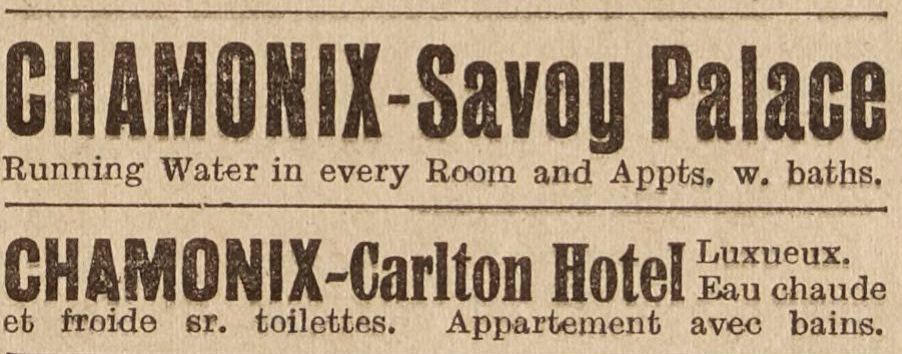 CHAMONIX-Savoy Palace
Running Water in every Room and Appts. w. baths.
CHAMONIX-Carlton Hotel Luxueux.
Eau chaude
et froide sr. toilettes. Appartement avec bains.